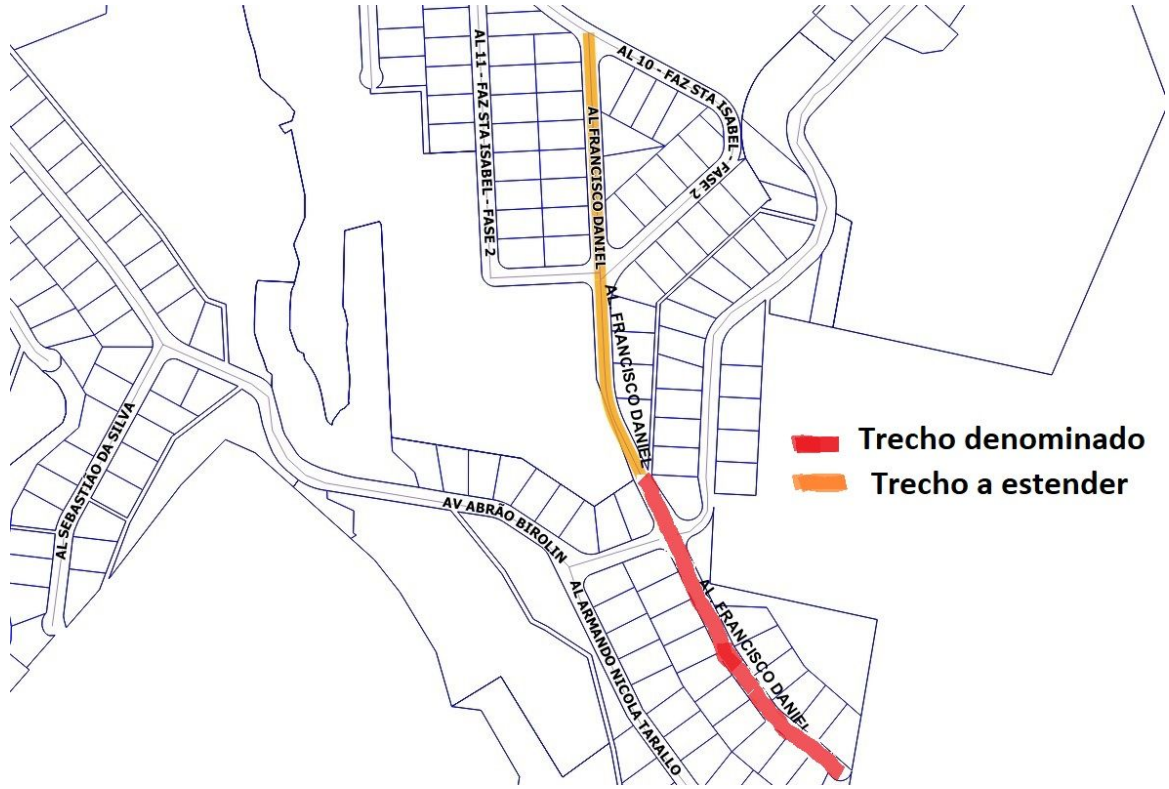 AL 11 - FAZ STA ISABEL - FASE 2
AL FRANCISCO DANIEL
AL 10 - FAZ STA ISABEL - FASE 2
AL. FRANCISCO DANIEL
Trecho denominado
Trecho a estender
AL SEBASTIÃO DA SILVA
AV ABRÃO BIROLIN
AL ARMANDO NICOLA TARALLO
AL. FRANCISCO DANIEL